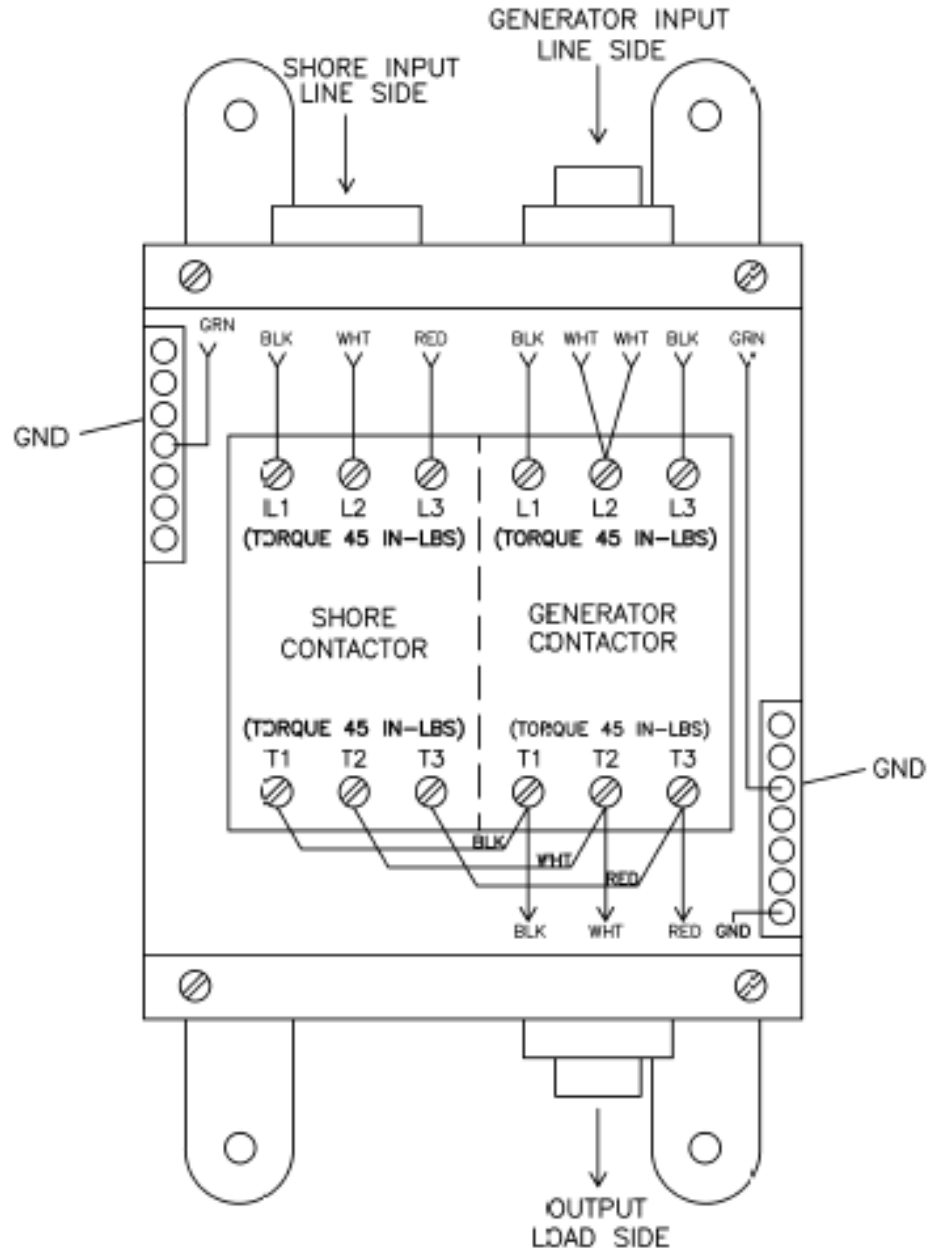 GENERATOR INPUT
LINE SIDE
SHORE INPUT
LINE SIDE
GRN
BLK
WHT
RED
BLK
WHT
WHT
BLK
GRN
GND
L1
L2
L3
L1
L2
L3
(TORQUE 45 IN-LBS)
(TORQUE 45 IN-LBS)
SHORE
CONTACTOR
GENERATOR
CONTACTOR
(TORQUE 45 IN-LBS)
(TORQUE 45 IN-LBS)
T1
T2
T3
T1
T2
T3
GND
BLK
WHT
RED
BLK
WHT
RED
GND
OUTPUT
LOAD SIDE